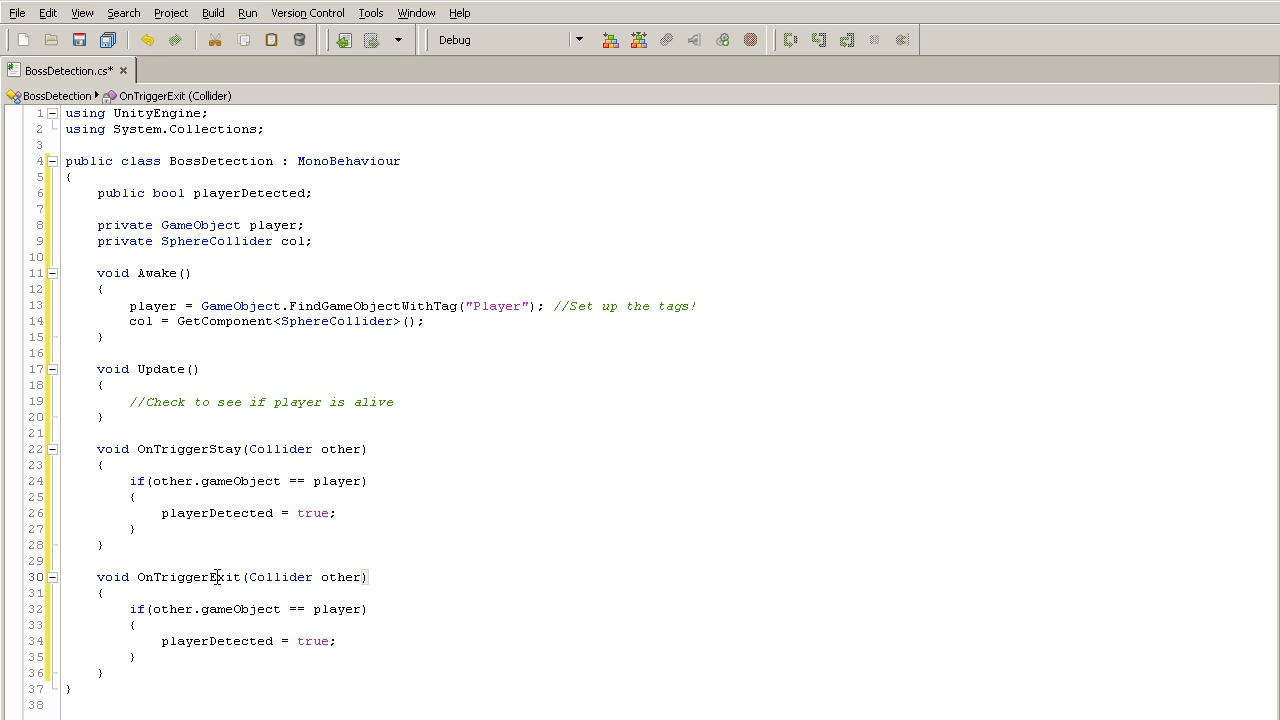 File Edit View Search Project Build Run Version Control Tools Window Help
Debug
BossDetection.cs*
BossDetection OnTriggerExit (Collider)
1 using UnityEngine;
2 using System.Collections;
3
4 public class BossDetection : MonoBehaviour
5 {
6 public bool playerDetected;
7
8 private GameObject player;
9 private SphereCollider col;
10
11 void Awake()
12 {
13 player = GameObject.FindGameObjectWithTag("Player"); //Set up the tags!
14 col = GetComponent<SphereCollider>();
15 }
16
17 void Update()
18 {
19 //Check to see if player is alive
20 }
21
22 void OnTriggerStay(Collider other)
23 {
24 if(other.gameObject == player)
25 {
26 playerDetected = true;
27 }
28 }
29
30 void OnTriggerExit(Collider other)
31 {
32 if(other.gameObject == player)
33 {
34 playerDetected = true;
35 }
36 }
37 }
38